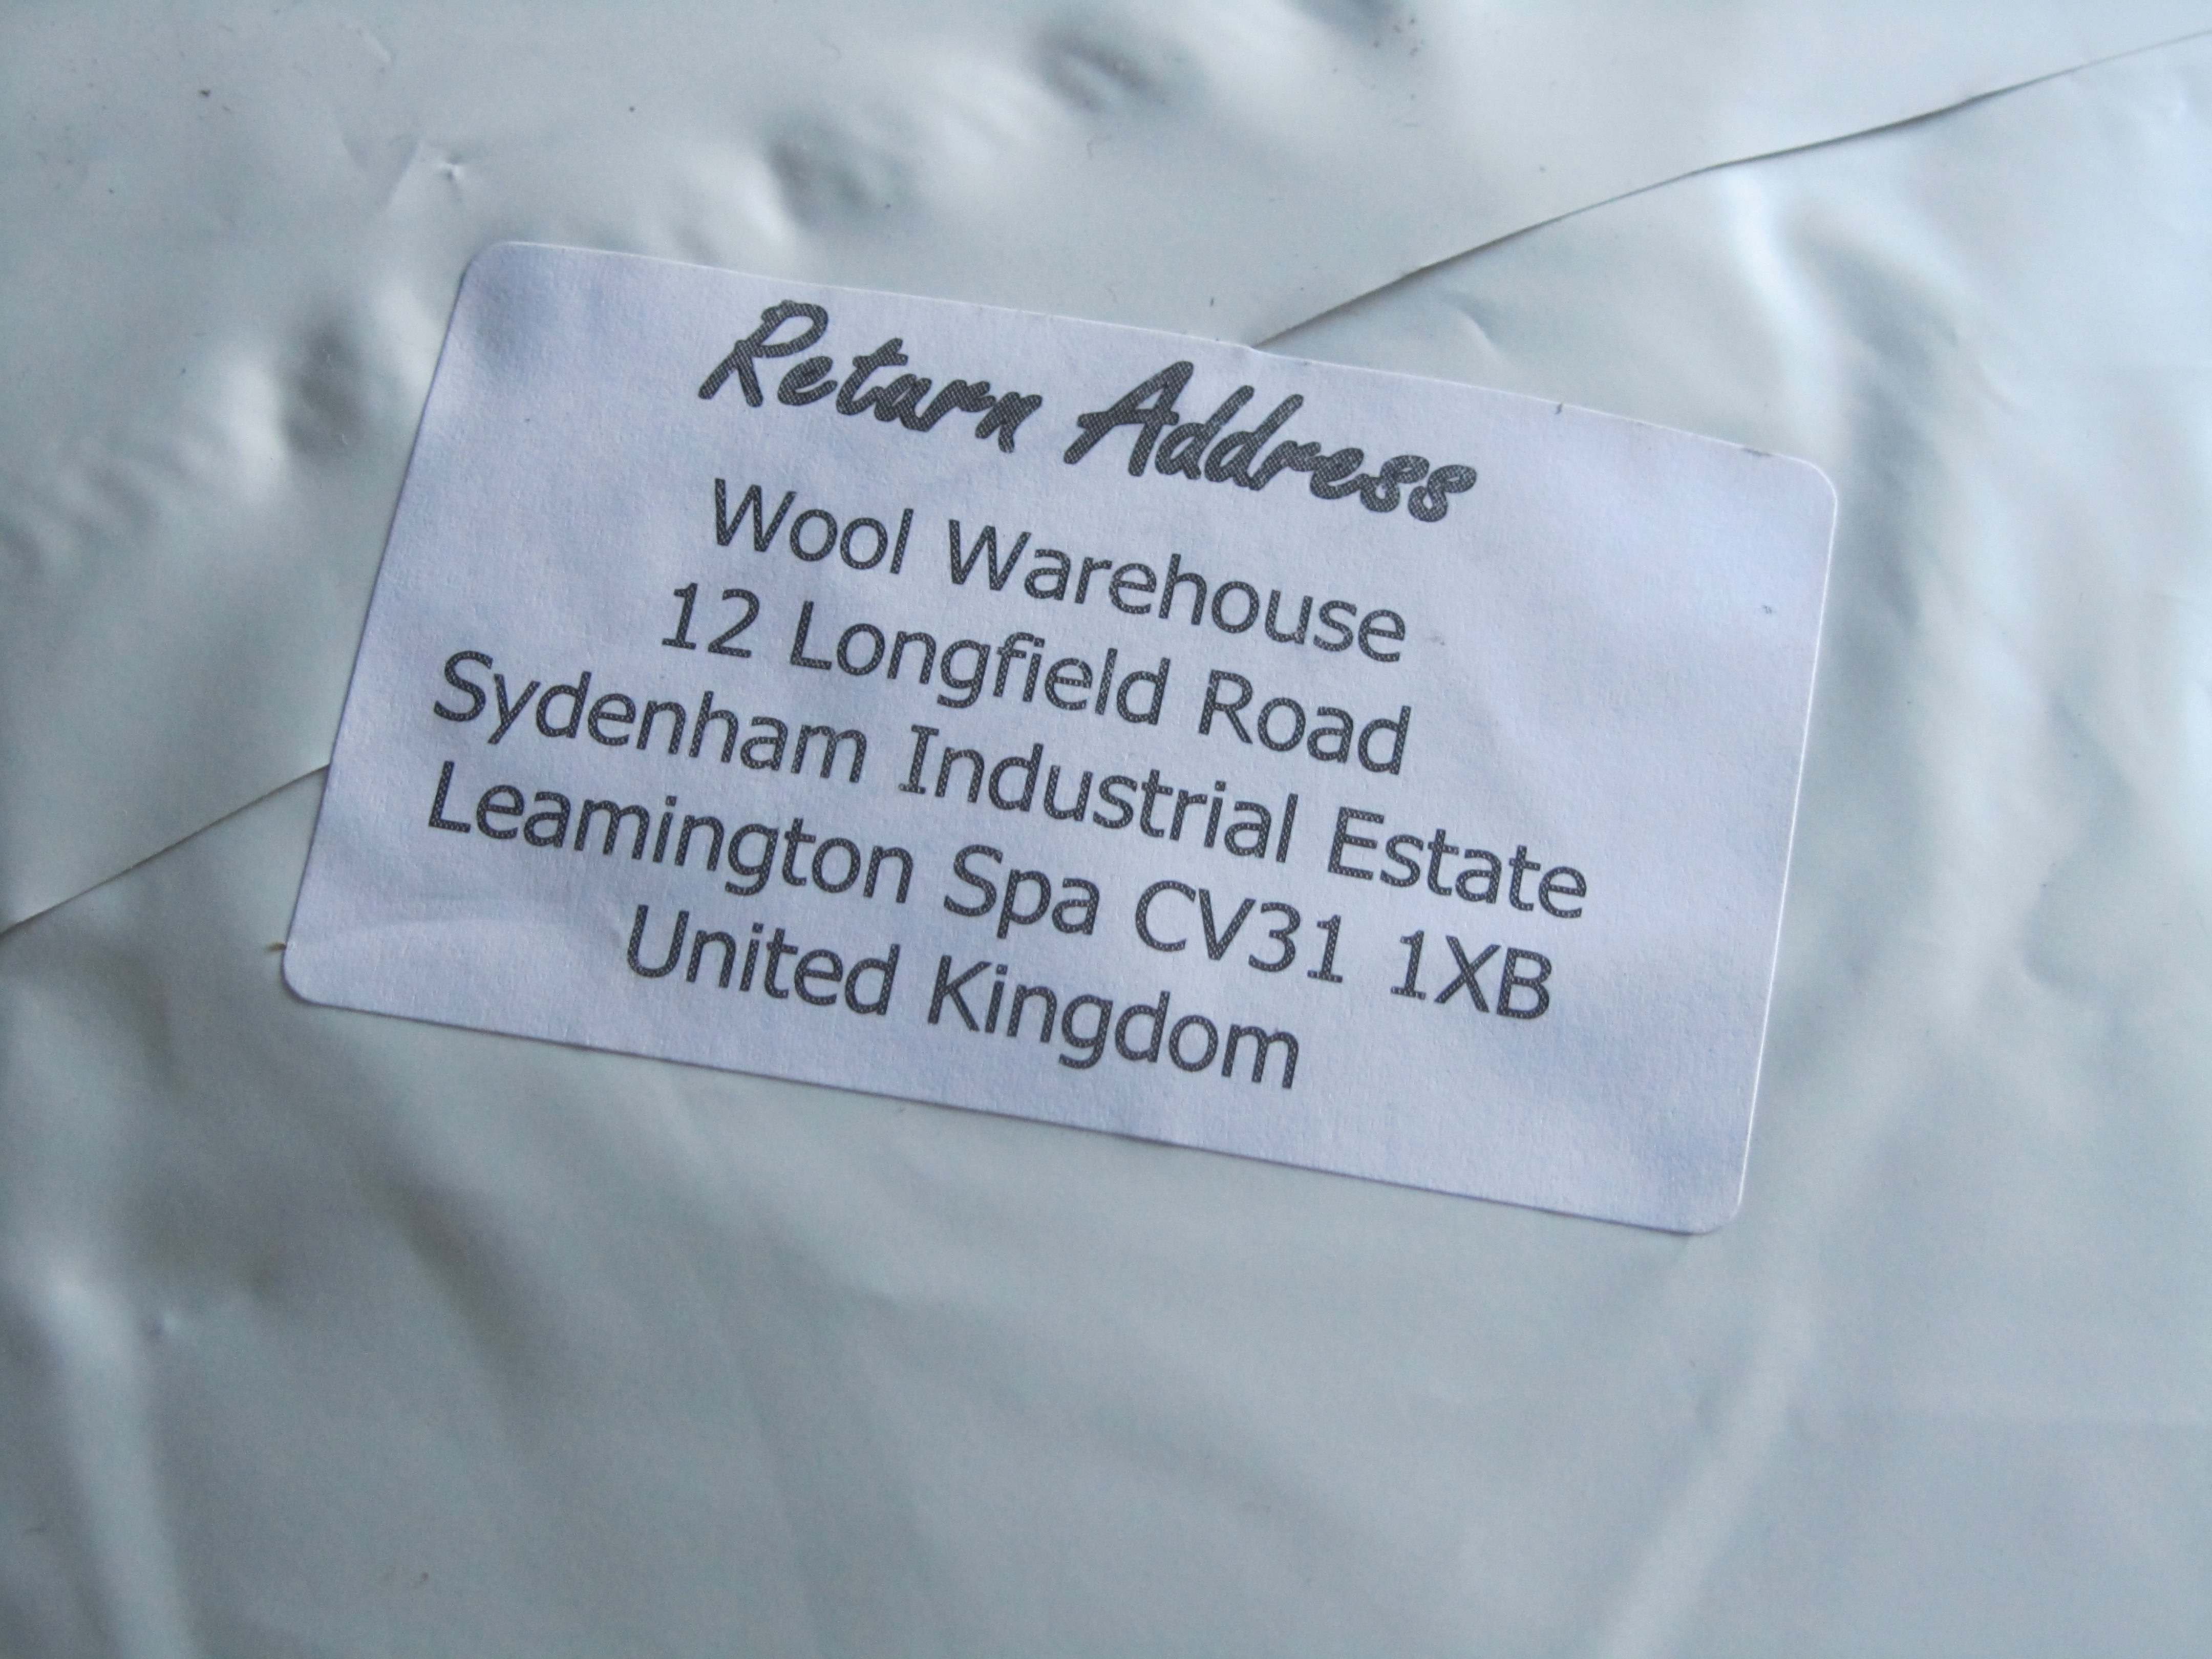 Return Address
Wool Warehouse
12 Longfield Road
Sydenham Industrial Estate
Leamington Spa CV31 1XB
United Kingdom